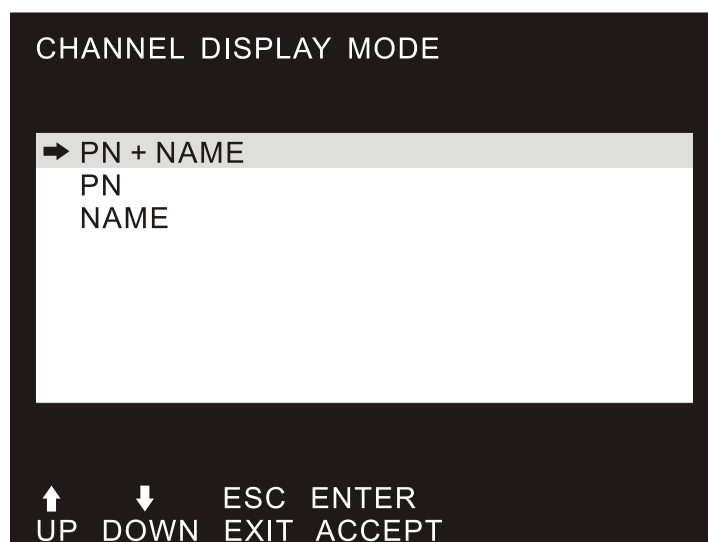 CHANNEL DISPLAY MODE
➡ PN + NAME
PN
NAME
⬆ ⬇ ESC ENTER
UP DOWN EXIT ACCEPT